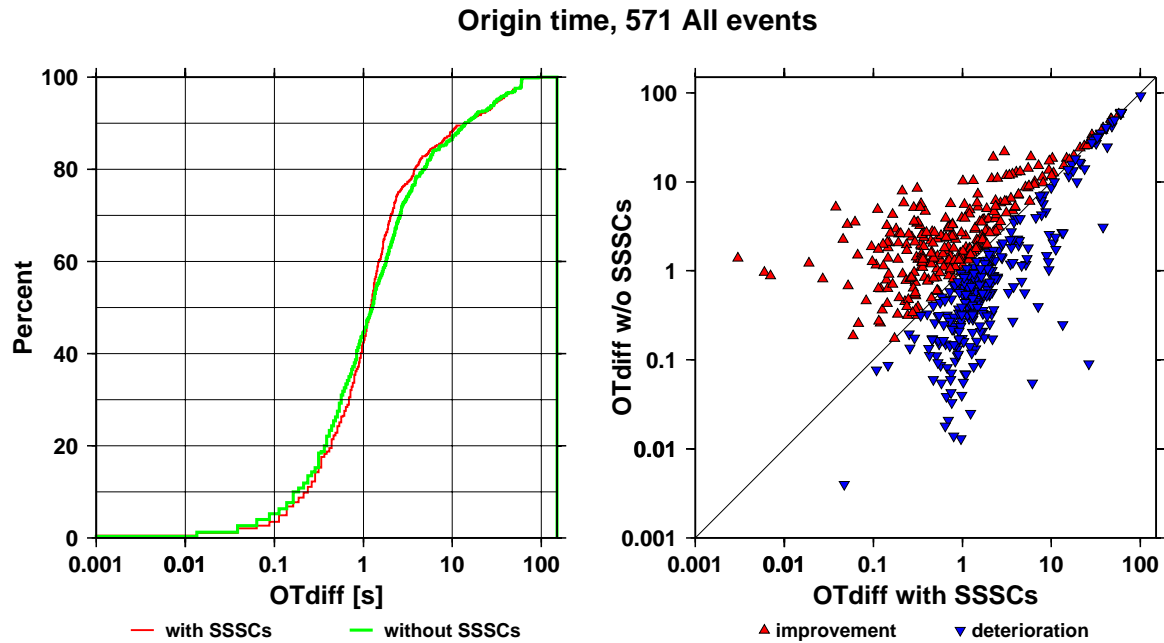 Origin time, 571 All events
Percent
100
80
60
40
20
0
0.001 0.01 0.1 1 10 100
OTdiff [s]
with SSSCs without SSSCs
OTdiff w/o SSSCs
100
10
1
0.1
0.01
0.001
0.001 0.01 0.1 1 10 100
OTdiff with SSSCs
improvement deterioration